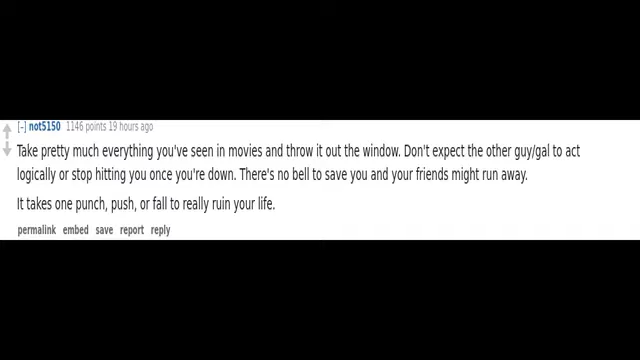 [–] not5150 1146 points 19 hours ago
Take pretty much everything you've seen in movies and throw it out the window. Don't expect the other guy/gal to act
logically or stop hitting you once you're down. There's no bell to save you and your friends might run away.
It takes one punch, push, or fall to really ruin your life.
permalink embed save report reply